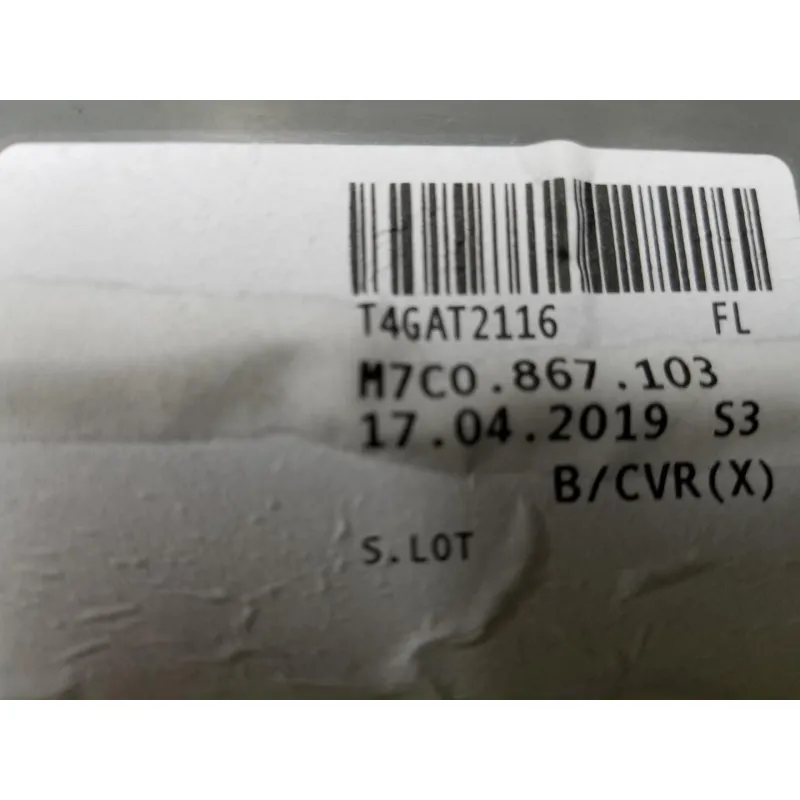 T4GAT2116 FL
M7C0.867.103
17.04.2019 S3
B/CVR(X)
S.LOT